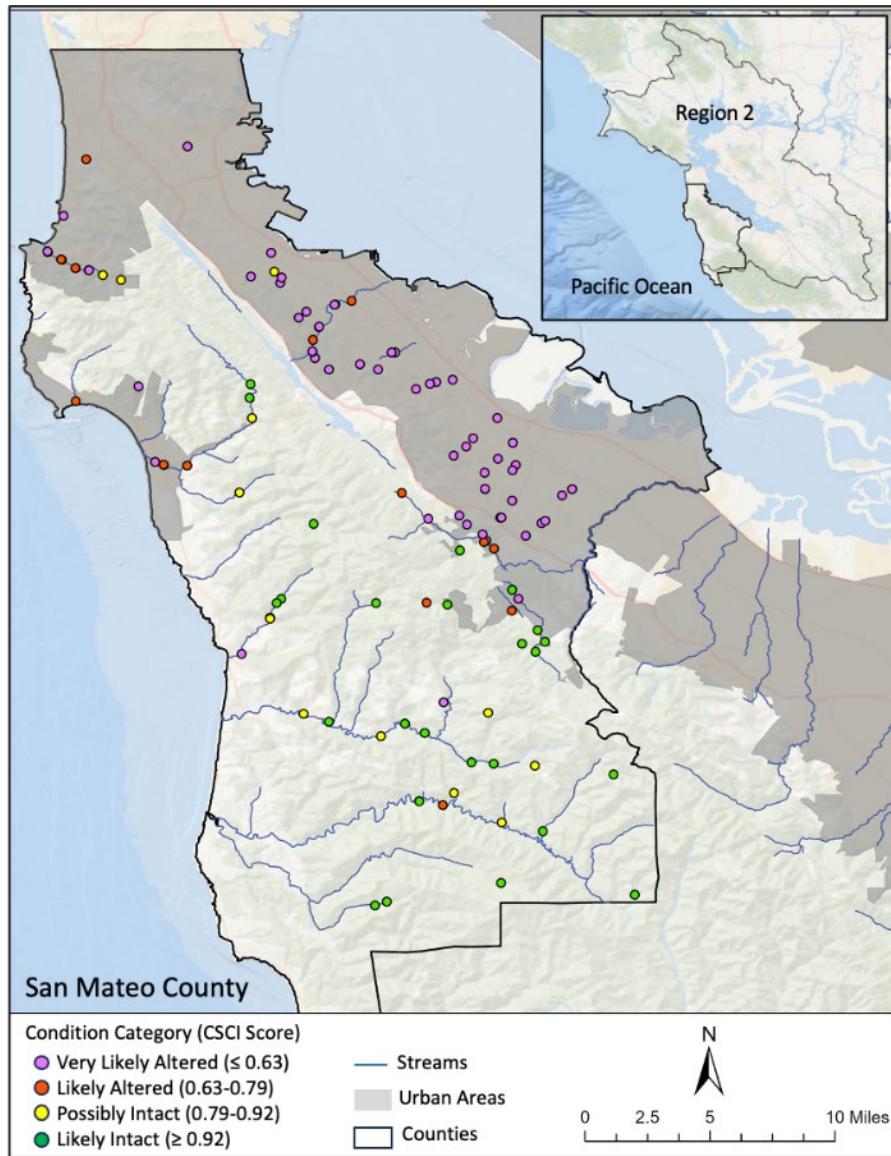 Region 2
Pacific Ocean
San Mateo County
Condition Category (CSCI Score)
Very Likely Altered (≤ 0.63)
Likely Altered (0.63-0.79)
Possibly Intact (0.79-0.92)
Likely Intact (≥ 0.92)
Streams
Urban Areas
Counties
N
0 2.5 5 10 Miles